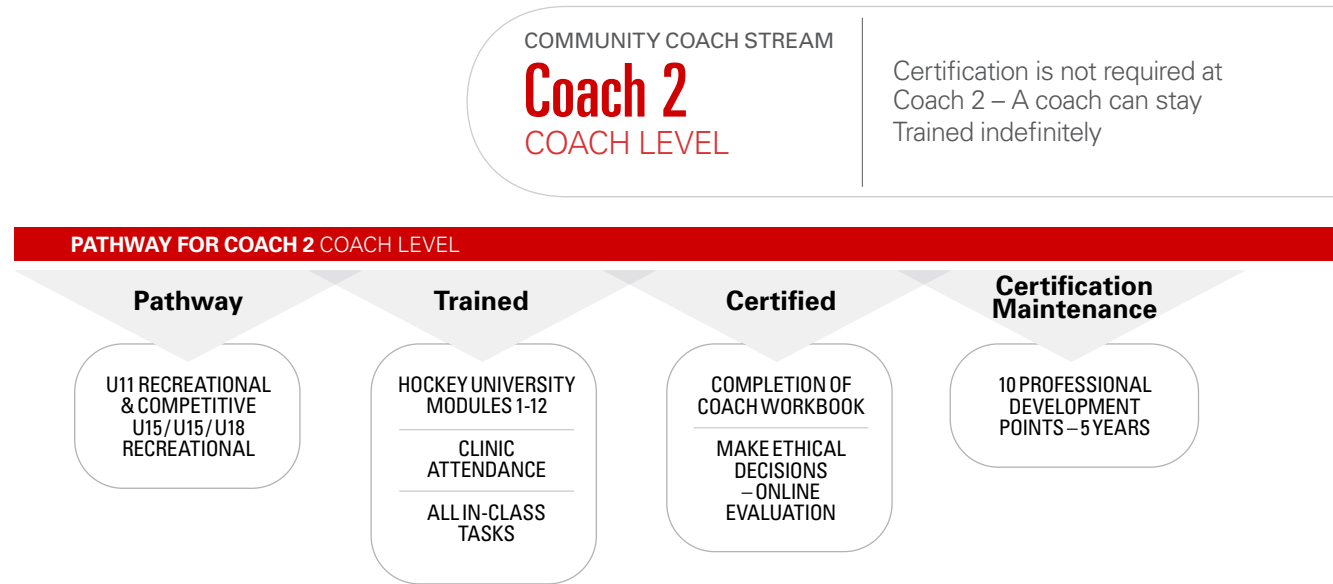 COMMUNITY COACH STREAM
Coach 2
COACH LEVEL
Certification is not required at
Coach 2 – A coach can stay
Trained indefinitely
PATHWAY FOR COACH 2 COACH LEVEL
Pathway
U11 RECREATIONAL
& COMPETITIVE
U15/U15/U18
RECREATIONAL
Trained
HOCKEY UNIVERSITY
MODULES 1-12
CLINIC
ATTENDANCE
ALL IN-CLASS
TASKS
Certified
COMPLETION OF
COACH WORKBOOK
MAKE ETHICAL
DECISIONS
– ONLINE
EVALUATION
Certification
Maintenance
10 PROFESSIONAL
DEVELOPMENT
POINTS – 5 YEARS